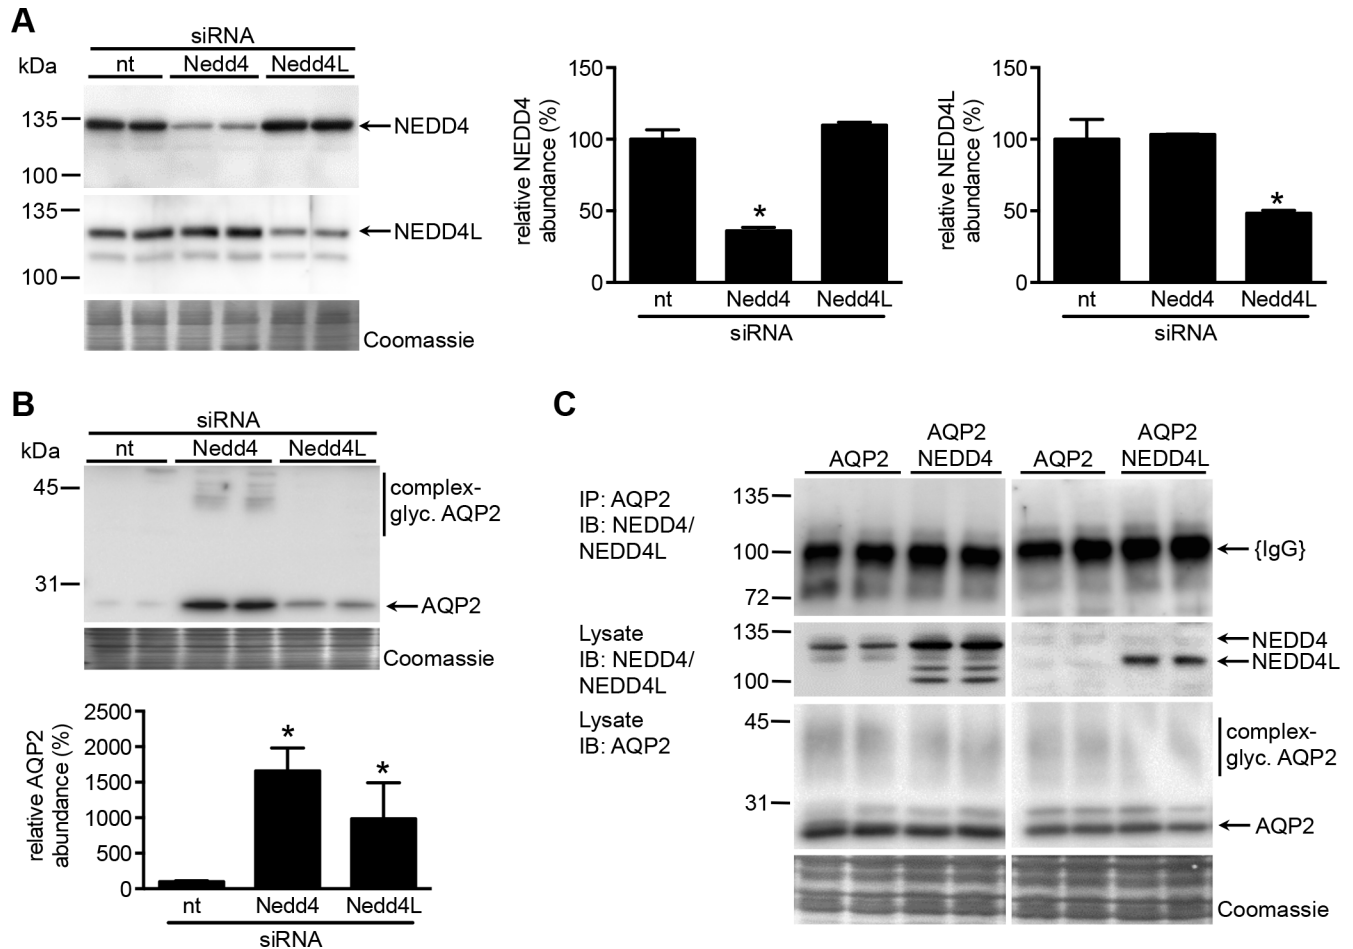 A
siRNA
kDa
nt Nedd4 Nedd4L
135
NEDD4
100
135
NEDD4L
100
Coomassie
relative NEDD4
abundance (%)
150
100
50
0
nt Nedd4 Nedd4L
siRNA
relative NEDD4L
abundance (%)
150
100
50
0
nt Nedd4 Nedd4L
siRNA
*
*
B
siRNA
kDa
nt Nedd4 Nedd4L
45
complex-
glyc. AQP2
31
AQP2
Coomassie
relative AQP2
abundance (%)
2500
2000
1500
1000
500
0
*
*
nt Nedd4 Nedd4L
siRNA
C
AQP2
AQP2
NEDD4
AQP2
AQP2
NEDD4L
IP: AQP2
IB: NEDD4/
NEDD4L
135
100
72
{IgG}
Lysate
IB: NEDD4/
NEDD4L
135
100
NEDD4
NEDD4L
Lysate
IB: AQP2
45
31
complex-
glyc. AQP2
AQP2
Coomassie